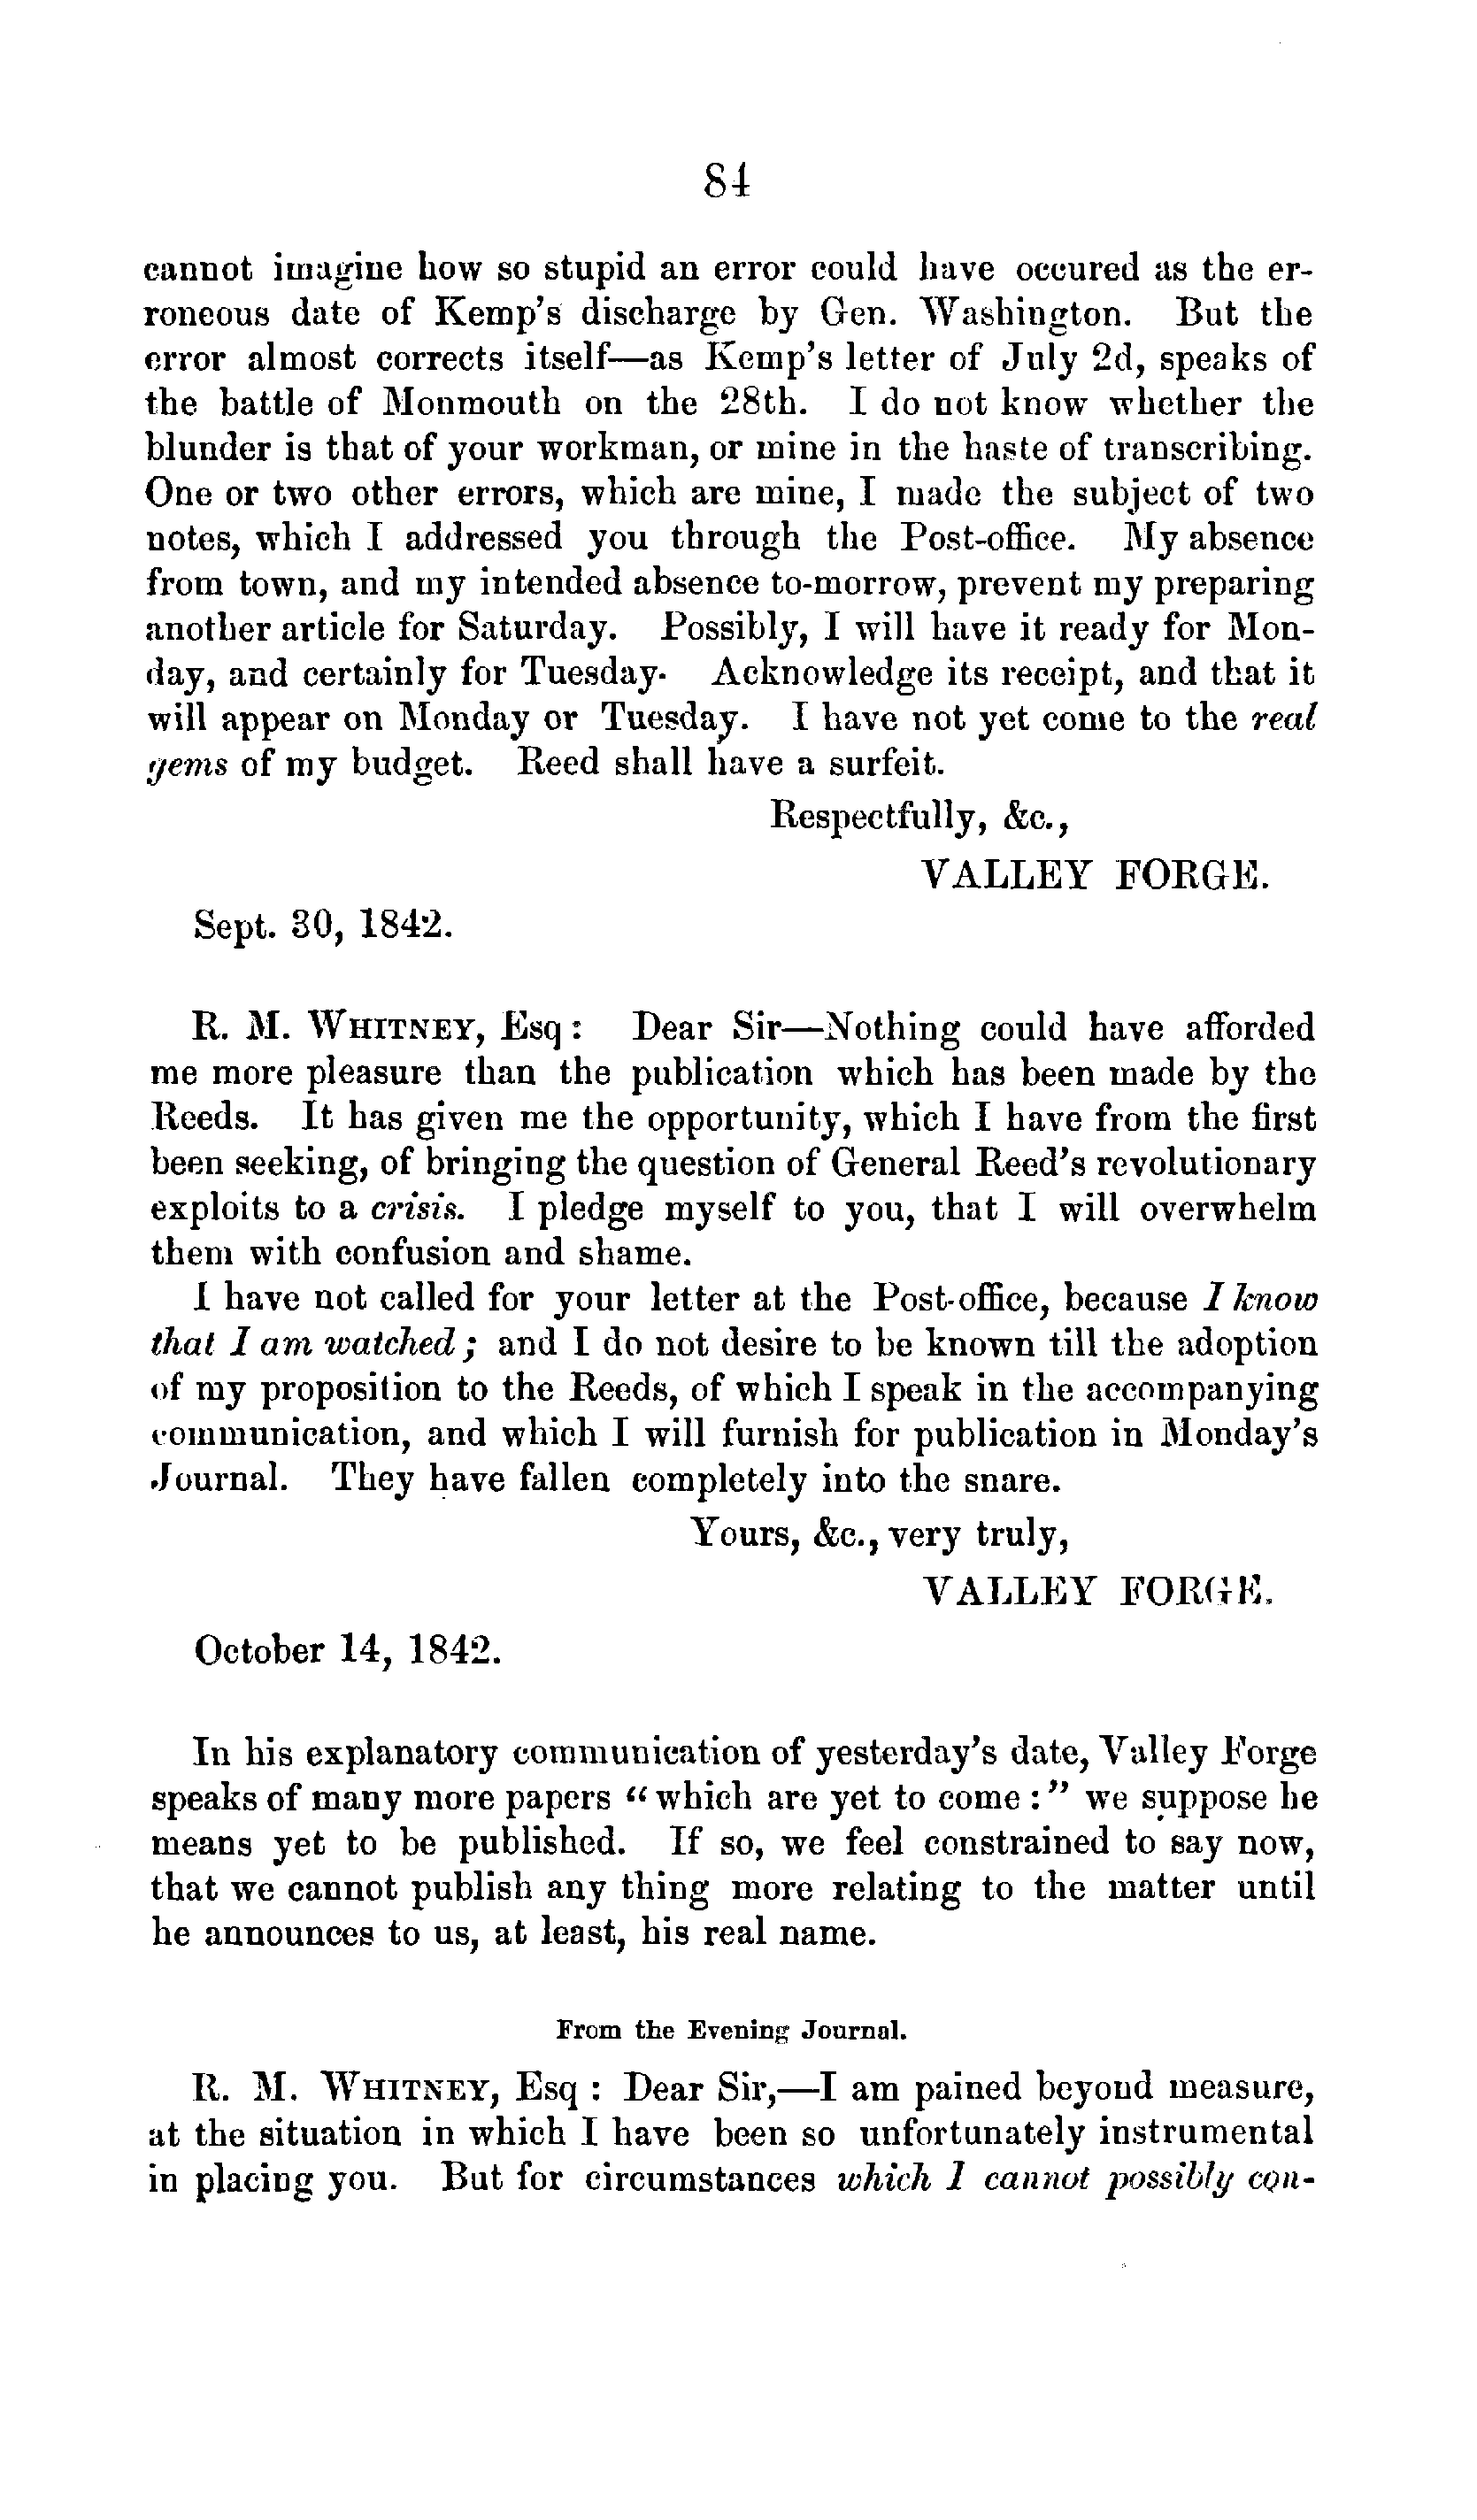 84
cannot imagine how so stupid an error could have occured as the er-
roneous date of Kemp's discharge by Gen. Washington. But the
error almost corrects itself—as Kemp's letter of July 2d, speaks of
the battle of Monmouth on the 28th. I do not know whether the
blunder is that of your workman, or mine in the haste of transcribing.
One or two other errors, which are mine, I made the subject of two
notes, which I addressed you through the Post-office. My absence
from town, and my intended absence to-morrow, prevent my preparing
another article for Saturday. Possibly, I will have it ready for Mon-
day, and certainly for Tuesday. Acknowledge its receipt, and that it
will appear on Monday or Tuesday. I have not yet come to the real
gems of my budget. Reed shall have a surfeit.
Respectfully, &c.,
VALLEY FORGE.
Sept. 30, 1842.
R. M. WHITNEY, Esq : Dear Sir—Nothing could have afforded
me more pleasure than the publication which has been made by the
Reeds. It has given me the opportunity, which I have from the first
been seeking, of bringing the question of General Reed's revolutionary
exploits to a crisis. I pledge myself to you, that I will overwhelm
them with confusion and shame.
I have not called for your letter at the Post-office, because I know
that I am watched ; and I do not desire to be known till the adoption
of my proposition to the Reeds, of which I speak in the accompanying
communication, and which I will furnish for publication in Monday's
Journal. They have fallen completely into the snare.
Yours, &c., very truly,
VALLEY FORGE.
October 14, 1842.
In his explanatory communication of yesterday's date, Valley Forge
speaks of many more papers “ which are yet to come : ” we suppose he
means yet to be published. If so, we feel constrained to say now,
that we cannot publish any thing more relating to the matter until
he announces to us, at least, his real name.
From the Evening Journal.
R. M. WHITNEY, Esq : Dear Sir,—I am pained beyond measure,
at the situation in which I have been so unfortunately instrumental
in placing you. But for circumstances which I cannot possibly con-